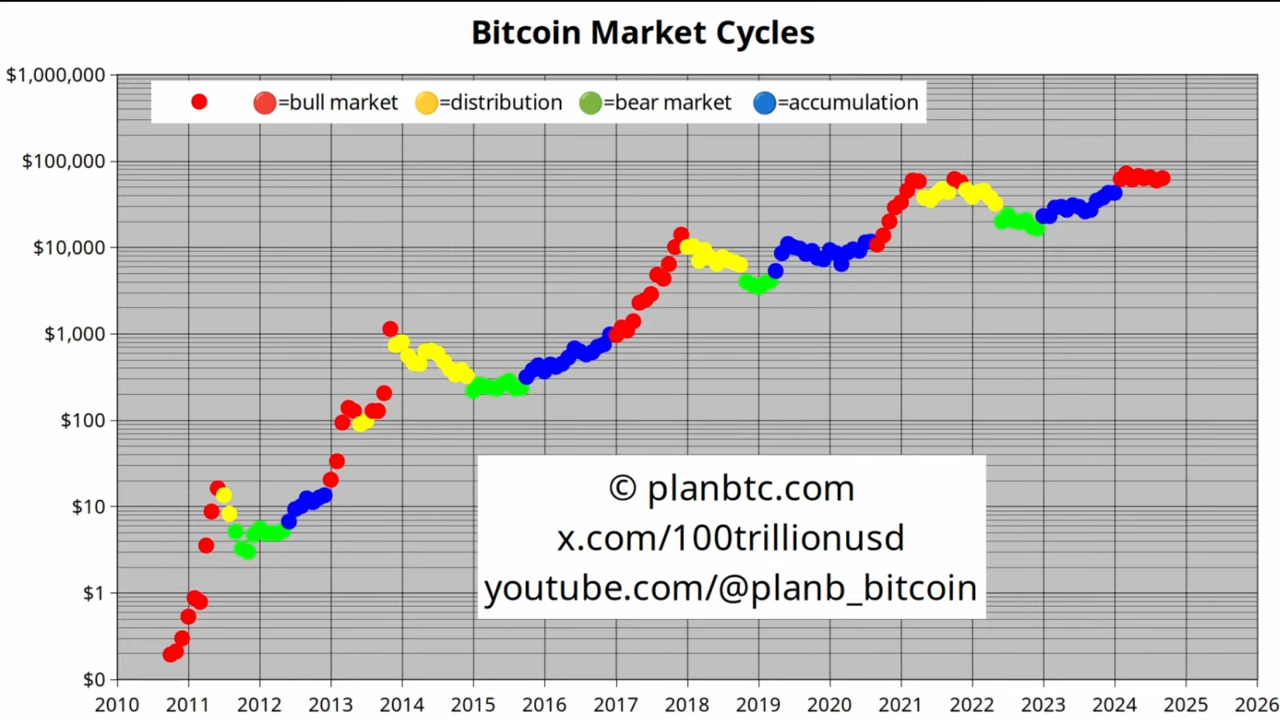 Bitcoin Market Cycles
$1,000,000
🔴=bull market 🟡=distribution 🟢=bear market 🔵=accumulation
$100,000
$10,000
$1,000
$100
$10
$1
$0
© planbtc.com
x.com/100trillionusd
youtube.com/@planb_bitcoin
2010 2011 2012 2013 2014 2015 2016 2017 2018 2019 2020 2021 2022 2023 2024 2025 2026